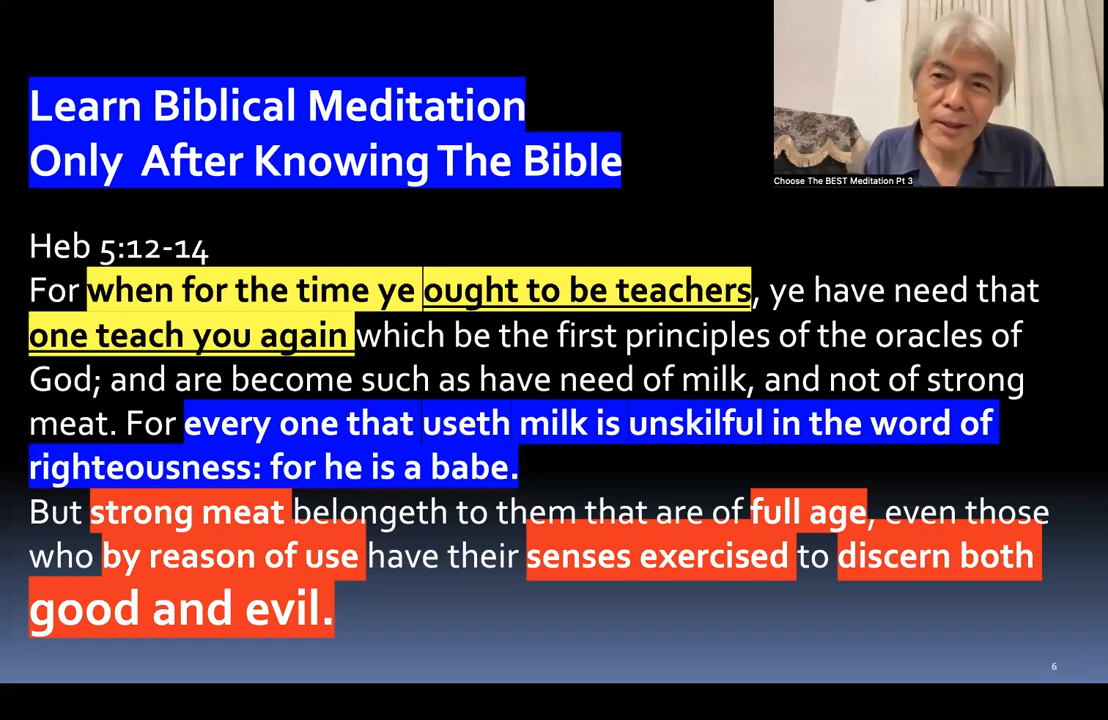 Learn Biblical Meditation
Only After Knowing The Bible
Choose The BEST Meditation Pt 3
Heb 5:12-14
For when for the time ye ought to be teachers, ye have need that
one teach you again which be the first principles of the oracles of
God; and are become such as have need of milk, and not of strong
meat. For every one that useth milk is unskilful in the word of
righteousness: for he is a babe.
But strong meat belongeth to them that are of full age, even those
who by reason of use have their senses exercised to discern both
good and evil.
6